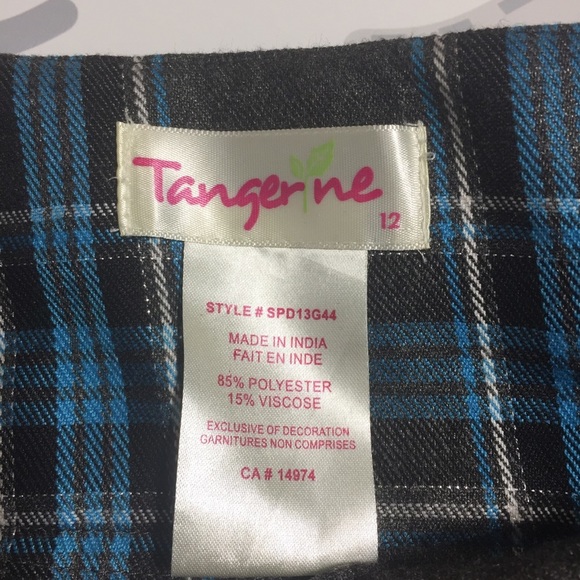 Tangerine
12
STYLE # SPD13G44
MADE IN INDIA
FAIT EN INDE
85% POLYESTER
15% VISCOSE
EXCLUSIVE OF DECORATION
GARNITURES NON COMPRISES
CA # 14974